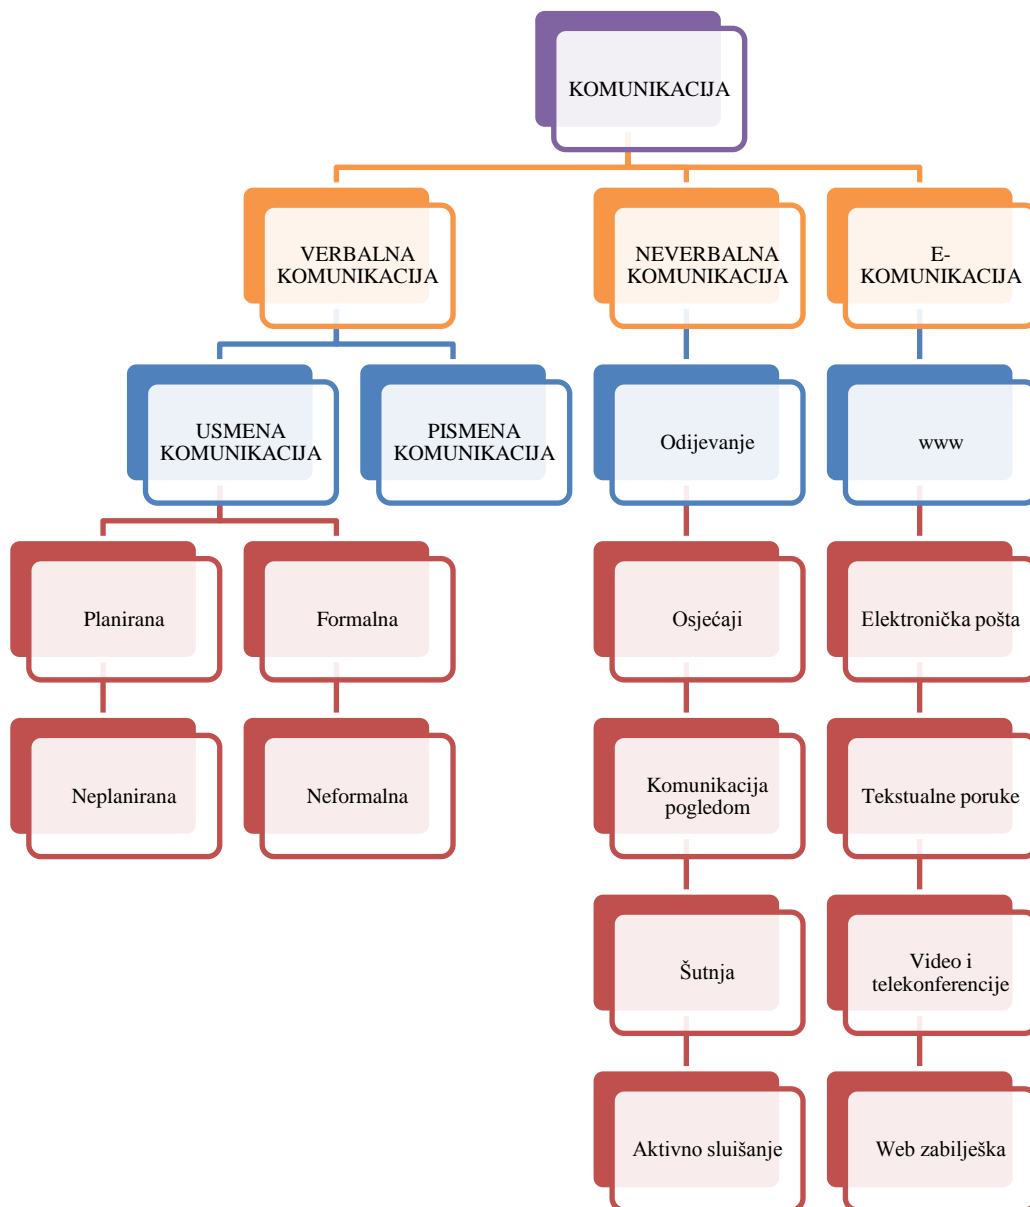 KOMUNIKACIJA
VERBALNA
KOMUNIKACIJA
NEVERBALNA
KOMUNIKACIJA
E-
KOMUNIKACIJA
USMENA
KOMUNIKACIJA
PISMENA
KOMUNIKACIJA
Odijevanje
www
Planirana
Formalna
Osjećaji
Elektronička pošta
Neplanirana
Neformalna
Komunikacija
pogledom
Tekstualne poruke
Šutnja
Video i
telekonferencije
Aktivno sluišanje
Web zabilješka